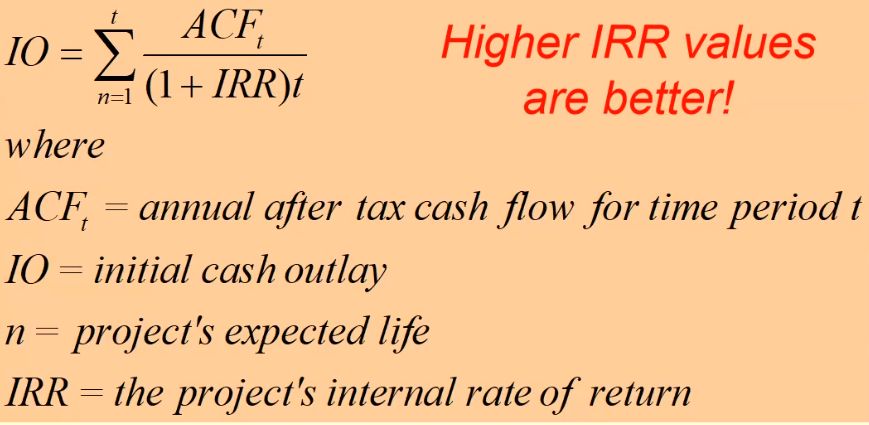 IO = \sum_{n=1}^{t} \frac{ACF_t}{(1 + IRR)t}
Higher IRR values
are better!
where
ACF_t = annual after tax cash flow for time period t
IO = initial cash outlay
n = project's expected life
IRR = the project's internal rate of return